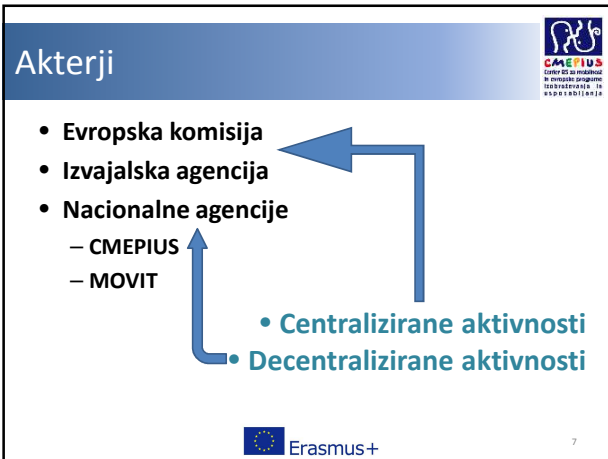 Akterji
CMEPIUS
Center RS za mobilnost
in evropske programe
izobraževanja in
usposabljanja
• Evropska komisija
• Izvajalska agencija
• Nacionalne agencije
– CMEPIUS
– MOVIT
• Centralizirane aktivnosti
• Decentralizirane aktivnosti
Erasmus+
7